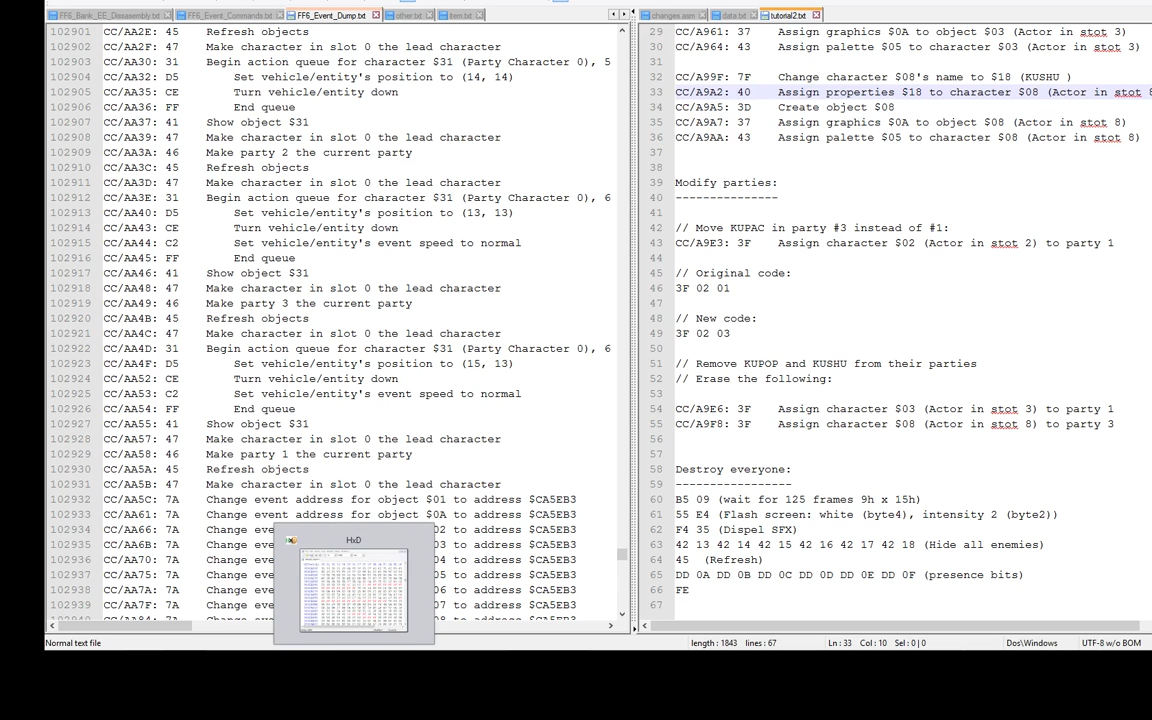 FF6_Bank_EE_Dissasembly.txt FF6_Event_Commands.txt FF6_Event_Dump.txt other.txt item.txt
102901 CC/AA2E: 45 Refresh objects
102902 CC/AA2F: 47 Make character in slot 0 the lead character
102903 CC/AA30: 31 Begin action queue for character $31 (Party Character 0), 5
102904 CC/AA32: D5 Set vehicle/entity's position to (14, 14)
102905 CC/AA35: CE Turn vehicle/entity down
102906 CC/AA36: FF End queue
102907 CC/AA37: 41 Show object $31
102908 CC/AA39: 47 Make character in slot 0 the lead character
102909 CC/AA3A: 46 Make party 2 the current party
102910 CC/AA3C: 45 Refresh objects
102911 CC/AA3D: 47 Make character in slot 0 the lead character
102912 CC/AA3E: 31 Begin action queue for character $31 (Party Character 0), 6
102913 CC/AA40: D5 Set vehicle/entity's position to (13, 13)
102914 CC/AA43: CE Turn vehicle/entity down
102915 CC/AA44: C2 Set vehicle/entity's event speed to normal
102916 CC/AA45: FF End queue
102917 CC/AA46: 41 Show object $31
102918 CC/AA48: 47 Make character in slot 0 the lead character
102919 CC/AA49: 46 Make party 3 the current party
102920 CC/AA4B: 45 Refresh objects
102921 CC/AA4C: 47 Make character in slot 0 the lead character
102922 CC/AA4D: 31 Begin action queue for character $31 (Party Character 0), 6
102923 CC/AA4F: D5 Set vehicle/entity's position to (15, 13)
102924 CC/AA52: CE Turn vehicle/entity down
102925 CC/AA53: C2 Set vehicle/entity's event speed to normal
102926 CC/AA54: FF End queue
102927 CC/AA55: 41 Show object $31
102928 CC/AA57: 47 Make character in slot 0 the lead character
102929 CC/AA58: 46 Make party 1 the current party
102930 CC/AA5A: 45 Refresh objects
102931 CC/AA5B: 47 Make character in slot 0 the lead character
102932 CC/AA5C: 7A Change event address for object $01 to address $CA5EB3
102933 CC/AA61: 7A Change event address for object $0A to address $CA5EB3
102934 CC/AA66: 7A Change eve 02 to address $CA5EB3
102935 CC/AA6B: 7A Change eve 03 to address $CA5EB3
102936 CC/AA70: 7A Change eve 04 to address $CA5EB3
102937 CC/AA75: 7A Change eve 05 to address $CA5EB3
102938 CC/AA7A: 7A Change eve 06 to address $CA5EB3
102939 CC/AA7F: 7A Change eve 07 to address $CA5EB3
HxD
changes.asm data.txt tutorial2.txt
29 CC/A961: 37 Assign graphics $0A to object $03 (Actor in stot 3)
30 CC/A964: 43 Assign palette $05 to character $03 (Actor in stot 3)
31
32 CC/A99F: 7F Change character $08's name to $18 (KUSHU )
33 CC/A9A2: 40 Assign properties $18 to character $08 (Actor in stot 8
34 CC/A9A5: 3D Create object $08
35 CC/A9A7: 37 Assign graphics $0A to object $08 (Actor in stot 8)
36 CC/A9AA: 43 Assign palette $05 to character $08 (Actor in stot 8)
37
38
39 Modify parties:
40 ---------------
41
42 // Move KUPAC in party #3 instead of #1:
43 CC/A9E3: 3F Assign character $02 (Actor in stot 2) to party 1
44
45 // Original code:
46 3F 02 01
47
48 // New code:
49 3F 02 03
50
51 // Remove KUPOP and KUSHU from their parties
52 // Erase the following:
53
54 CC/A9E6: 3F Assign character $03 (Actor in stot 3) to party 1
55 CC/A9F8: 3F Assign character $08 (Actor in stot 8) to party 3
56
57
58 Destroy everyone:
59 -----------------
60 B5 09 (wait for 125 frames 9h x 15h)
61 55 E4 (Flash screen: white (byte4), intensity 2 (byte2))
62 F4 35 (Dispel SFX)
63 42 13 42 14 42 15 42 16 42 17 42 18 (Hide all enemies)
64 45 (Refresh)
65 DD 0A DD 0B DD 0C DD 0D DD 0E DD 0F (presence bits)
66 FE
67
Normal text file length : 1843 lines : 67 Ln : 33 Col : 10 Sel : 0 | 0 Dos\Windows UTF-8 w/o BOM